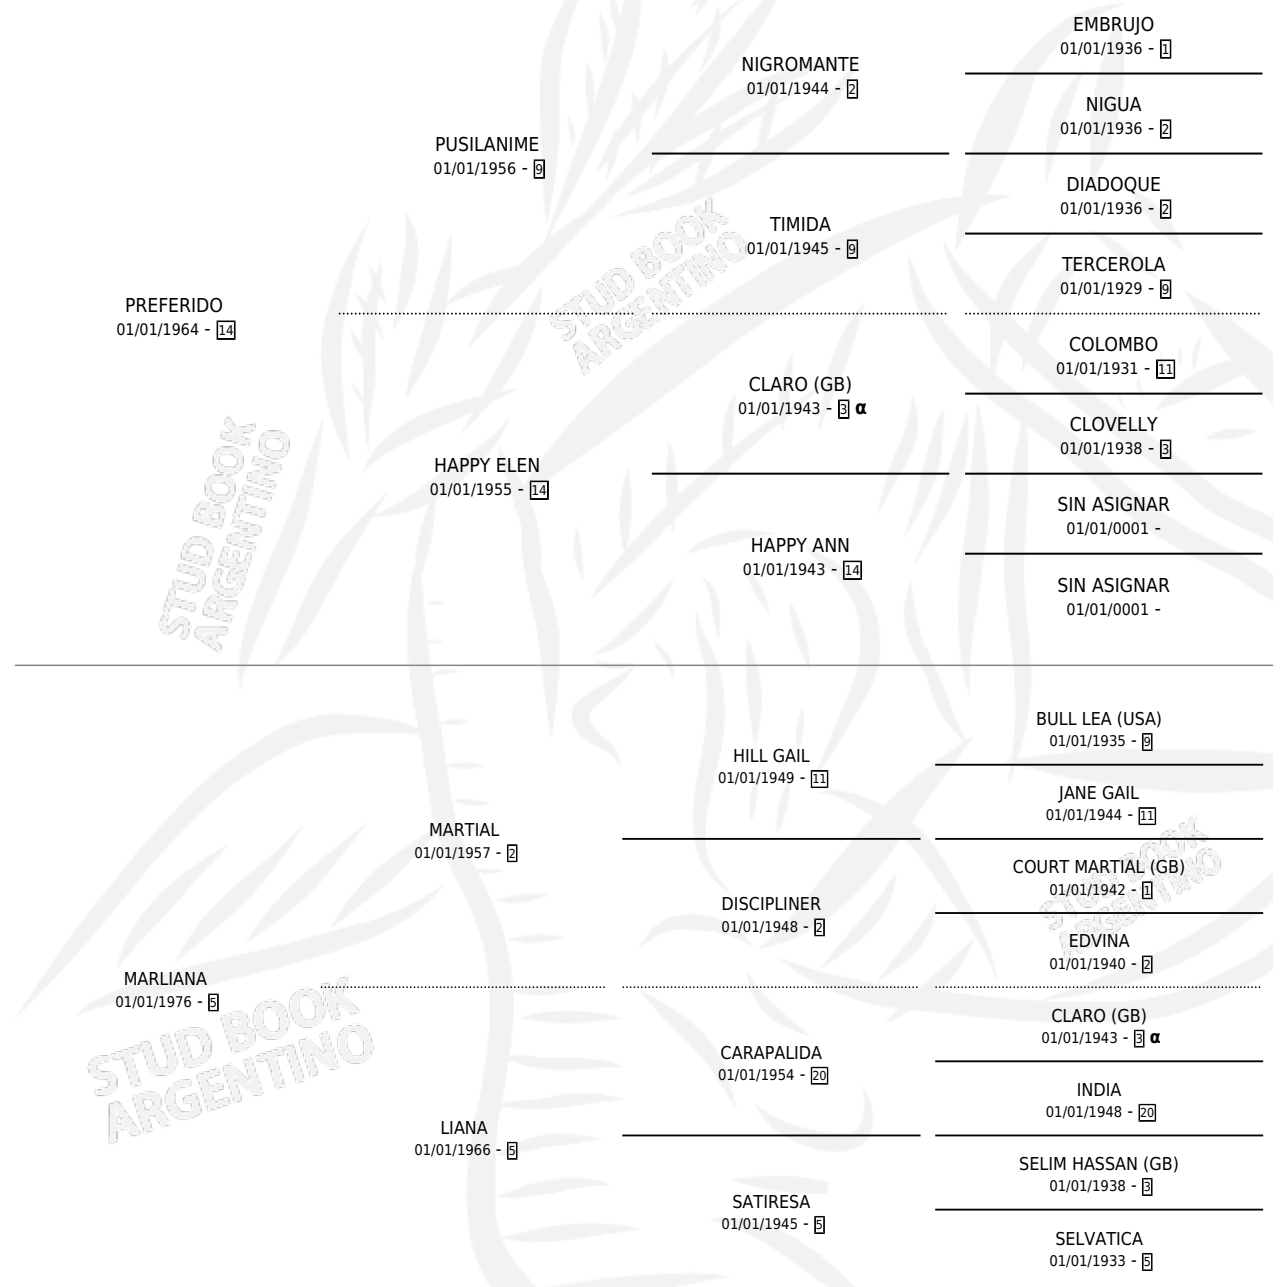 EMBRUJO
01/01/1936 - 1
NIGROMANTE
01/01/1944 - 2
NIGUA
01/01/1936 - 2
PUSILANIME
01/01/1956 - 9
DIADOQUE
01/01/1936 - 2
TIMIDA
01/01/1945 - 9
TERCEROLA
01/01/1929 - 9
PREFERIDO
01/01/1964 - 14
COLOMBO
01/01/1931 - 11
CLARO (GB)
01/01/1943 - 3 α
CLOVELLY
01/01/1938 - 3
HAPPY ELEN
01/01/1955 - 14
SIN ASIGNAR
01/01/0001 -
HAPPY ANN
01/01/1943 - 14
SIN ASIGNAR
01/01/0001 -
BULL LEA (USA)
01/01/1935 - 9
HILL GAIL
01/01/1949 - 11
JANE GAIL
01/01/1944 - 11
MARTIAL
01/01/1957 - 2
COURT MARTIAL (GB)
01/01/1942 - 1
DISCIPLINER
01/01/1948 - 2
EDVINA
01/01/1940 - 2
MARLIANA
01/01/1976 - 5
CLARO (GB)
01/01/1943 - 3 α
CARAPALIDA
01/01/1954 - 20
INDIA
01/01/1948 - 20
LIANA
01/01/1966 - 5
SELIM HASSAN (GB)
01/01/1938 - 3
SATIRESA
01/01/1945 - 5
SELVATICA
01/01/1933 - 5
STUD BOOK
ARGENTINO
STUD BOOK
ARGENTINO
STUD BOOK
ARGENTINO
STUD BOOK
ARGENTINO